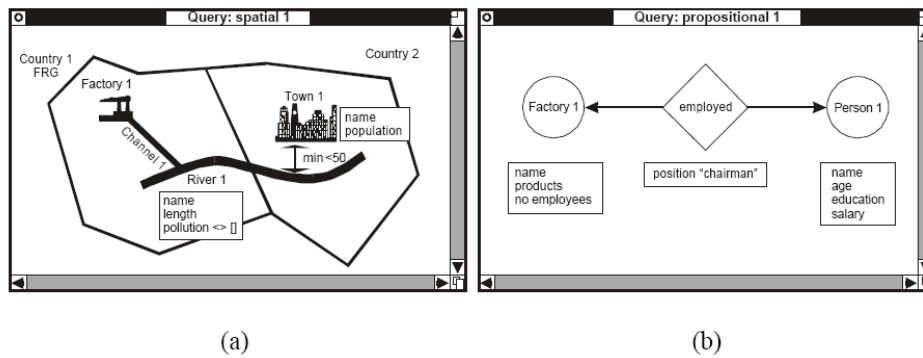 Query: spatial 1
Country 1
FRG
Country 2
Factory 1
Town 1
name
population
Channel 1
min <50
River 1
name
length
pollution <> []
(a)
Query: propositional 1
Factory 1
employed
Person 1
name
products
no employees
position "chairman"
name
age
education
salary
(b)